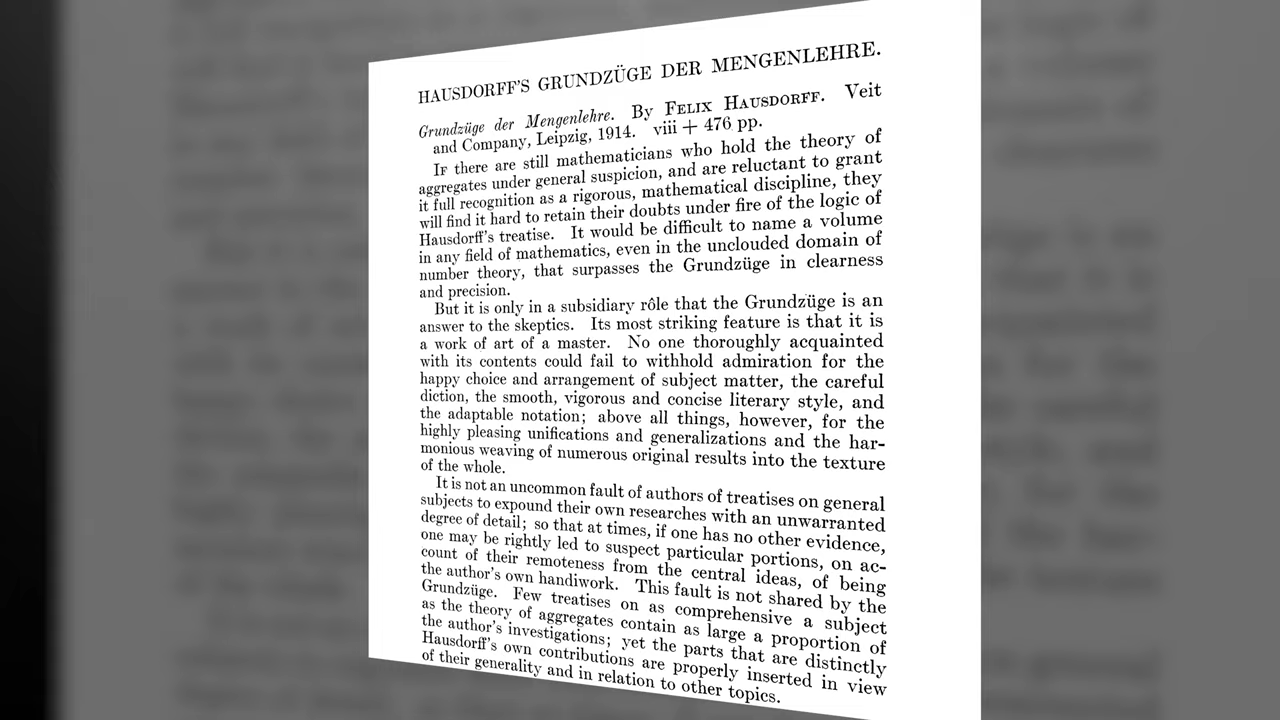 HAUSDORFF'S GRUNDZÜGE DER MENGENLEHRE.
Grundzüge der Mengenlehre. By FELIX HAUSDORFF. Veit
and Company, Leipzig, 1914. viii + 476 pp.
IF there are still mathematicians who hold the theory of
aggregates under general suspicion, and are reluctant to grant
it full recognition as a rigorous, mathematical discipline, they
will find it hard to retain their doubts under fire of the logic of
Hausdorff's treatise. It would be difficult to name a volume
in any field of mathematics, even in the unclouded domain of
number theory, that surpasses the Grundzüge in clearness
and precision.
But it is only in a subsidiary rôle that the Grundzüge is an
answer to the skeptics. Its most striking feature is that it is
a work of art of a master. No one thoroughly acquainted
with its contents could fail to withhold admiration for the
happy choice and arrangement of subject matter, the careful
diction, the smooth, vigorous and concise literary style, and
the adaptable notation; above all things, however, for the
highly pleasing unifications and generalizations and the har-
monious weaving of numerous original results into the texture
of the whole.
It is not an uncommon fault of authors of treatises on general
subjects to expound their own researches with an unwarranted
degree of detail; so that at times, if one has no other evidence,
one may be rightly led to suspect particular portions, on ac-
count of their remoteness from the central ideas, of being
the author's own handiwork. This fault is not shared by the
Grundzüge. Few treatises on as comprehensive a subject
as the theory of aggregates contain as large a proportion of
the author's investigations; yet the parts that are distinctly
Hausdorff's own contributions are properly inserted in view
of their generality and in relation to other topics.